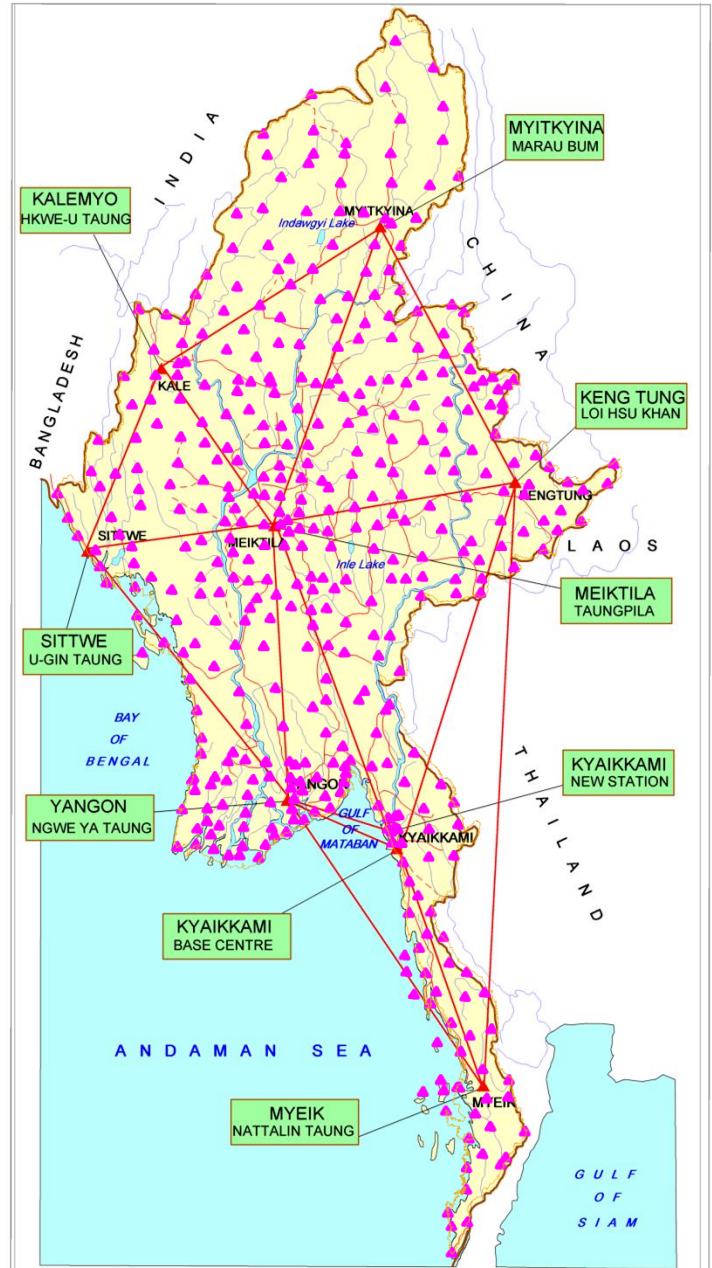 MYITKYINA
MARAU BUM
INDIA
KALEMYO
HKWE-U TAUNG
MYITKYINA
Indawgyi Lake
CHINA
BANGLADESH
KALE
KENG TUNG
LOI HSU KHAN
KENGTUNG
SITTWE
MEIKTILA
Inle Lake
LAOS
MEIKTILA
TAUNGPILA
SITTWE
U-GIN TAUNG
BAY
OF
BENGAL
THAILAND
KYAIKKAMI
NEW STATION
YANGON
YANGON
NGWE YA TAUNG
GULF
OF
MATABAN
KYAIKKAMI
KYAIKKAMI
BASE CENTRE
ANDAMAN SEA
MYEIK
MYEIK
NATTALIN TAUNG
GULF
OF
SIAM